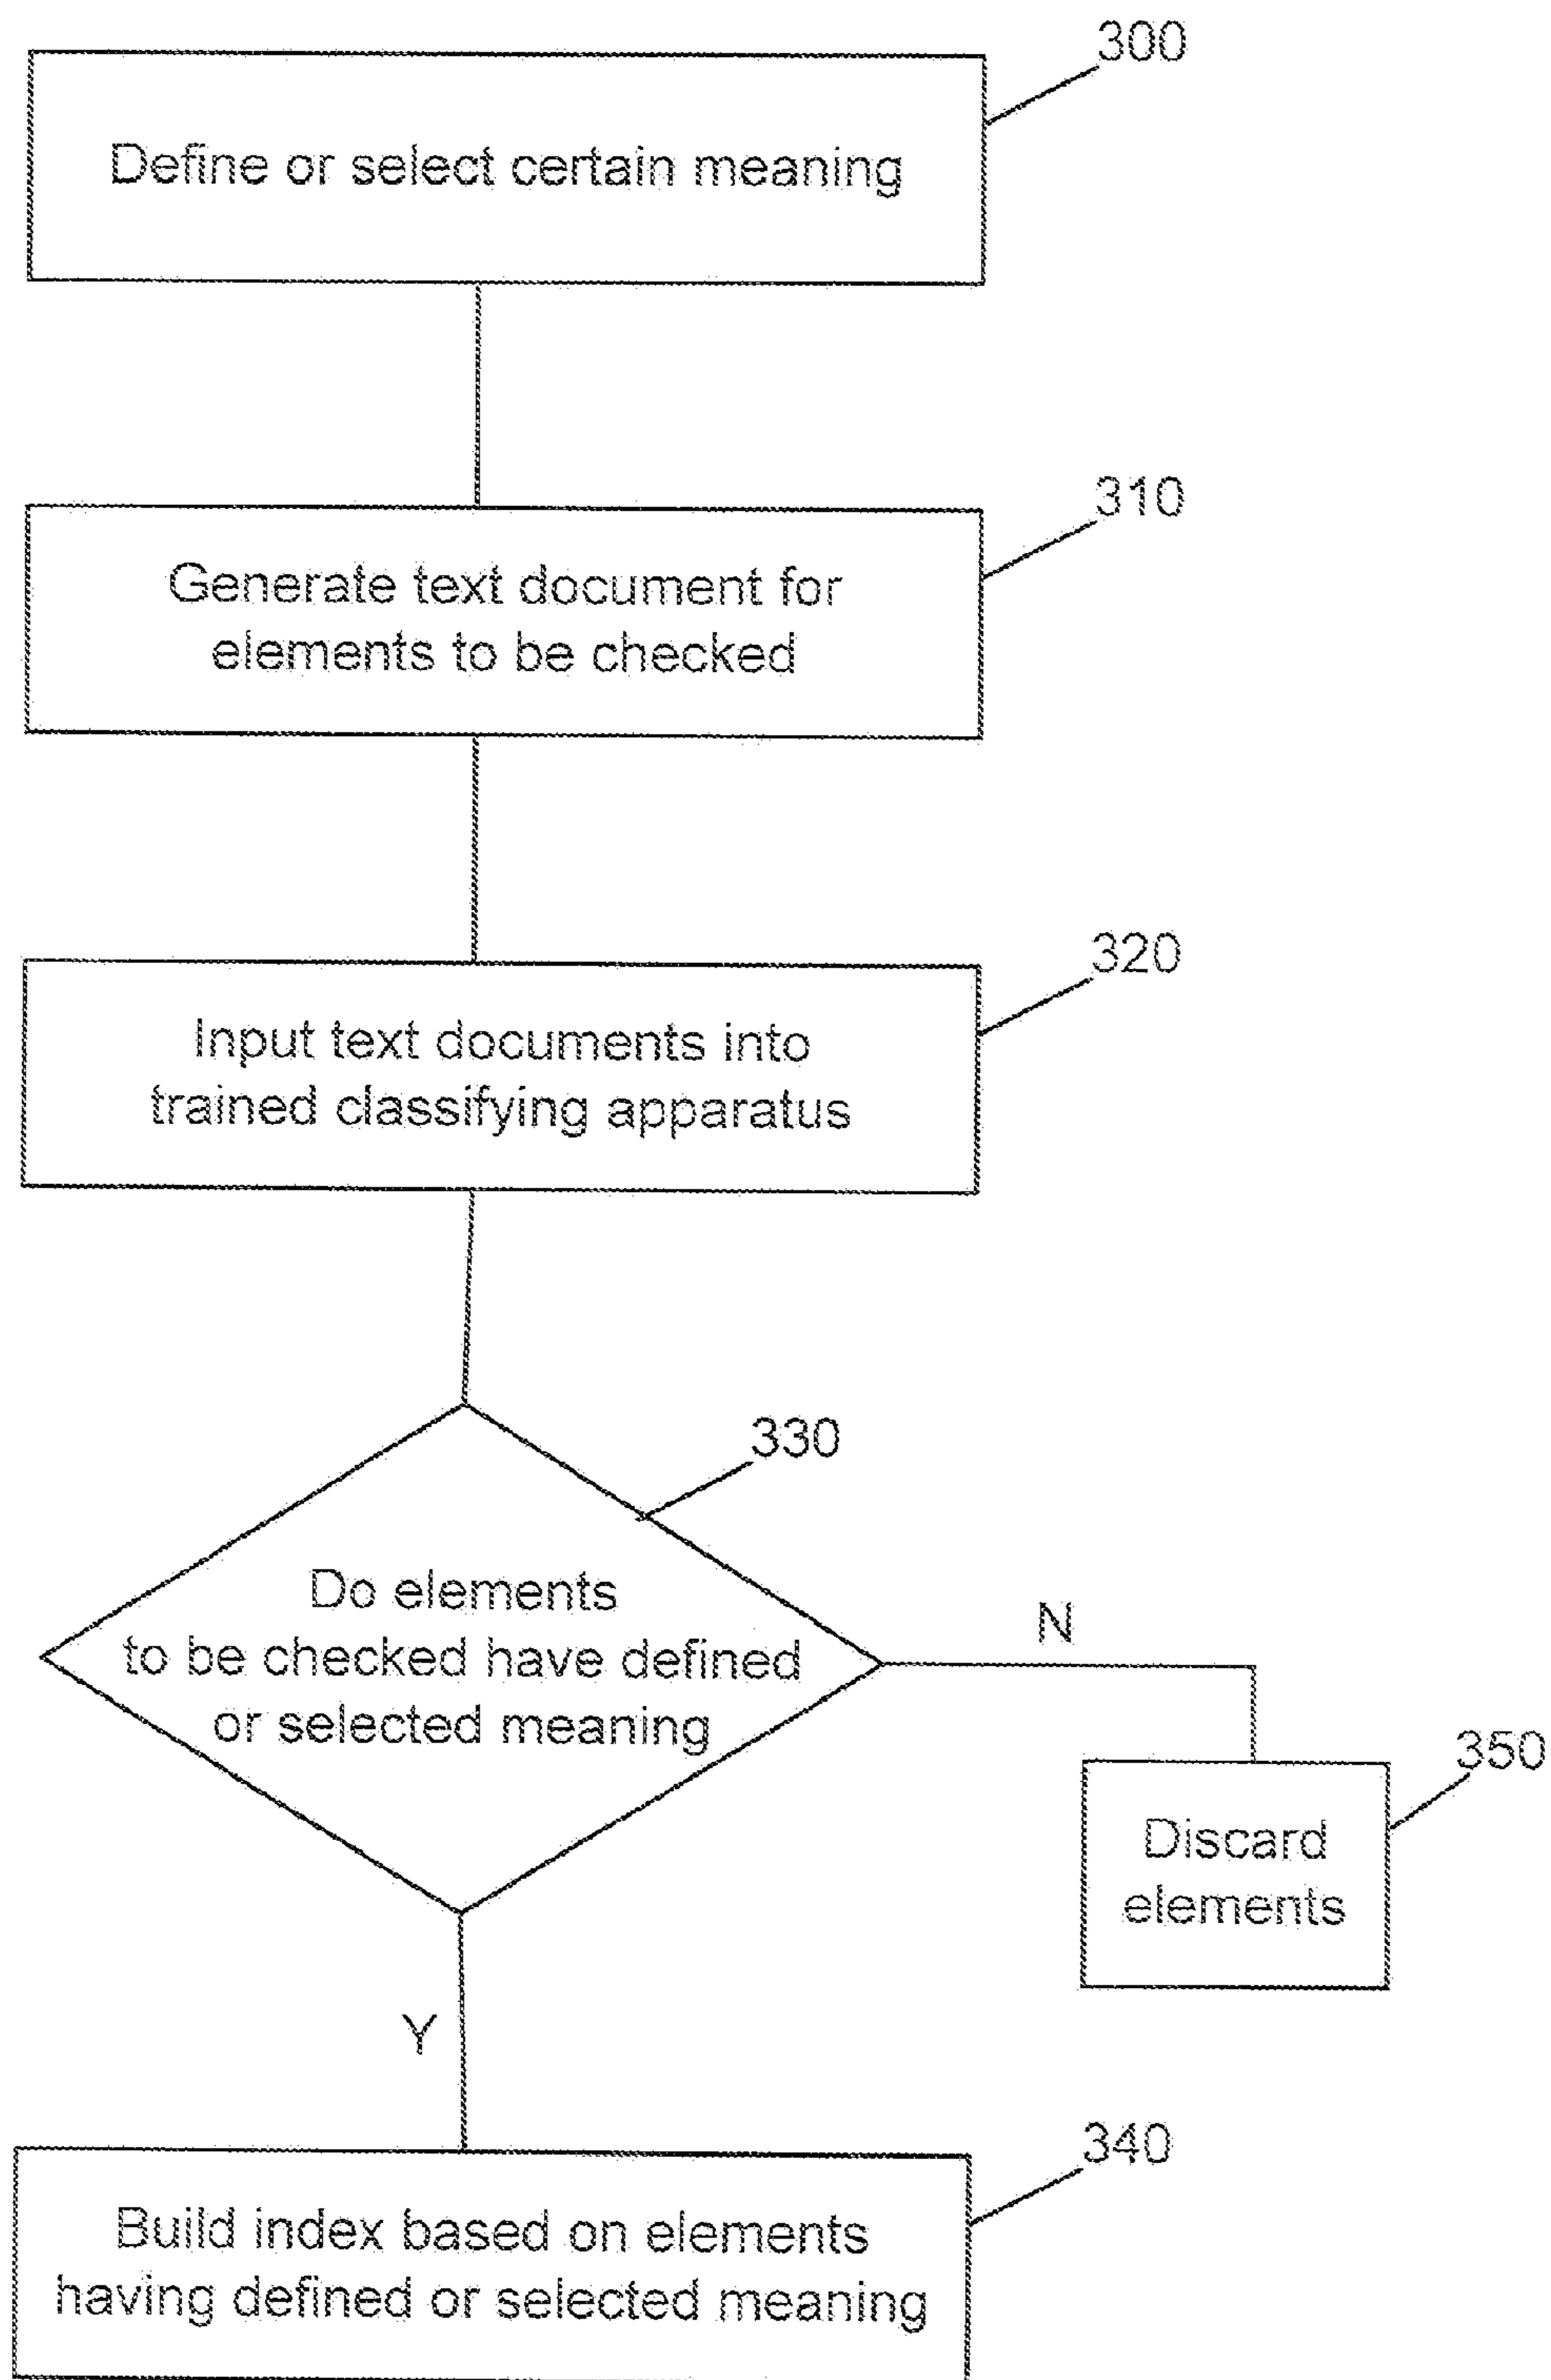 300
Define or select certain meaning
310
Generate text document for
elements to be checked
320
Input text documents into
trained classifying apparatus
330
Do elements
to be checked have defined
or selected meaning
N
350
Discard
elements
Y
340
Build index based on elements
having defined or selected meaning